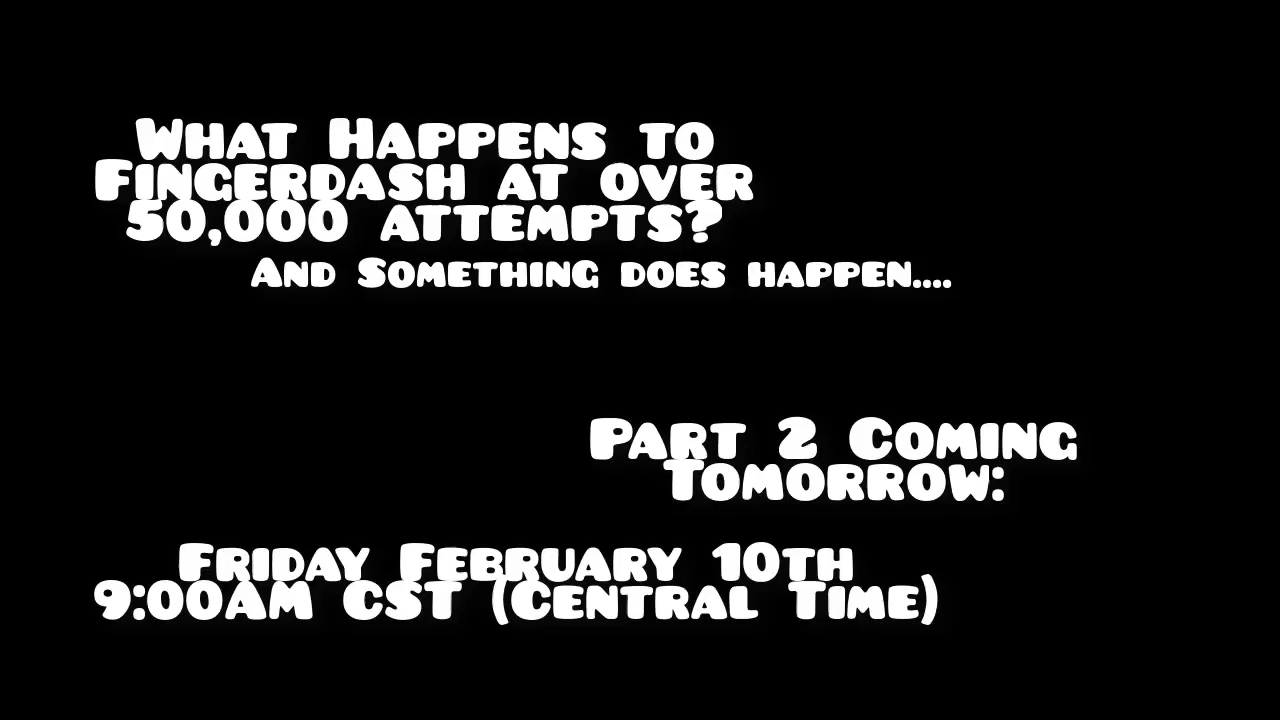 What Happens to
Fingerdash at over
50,000 attempts?
And Something does happen....
Part 2 Coming
Tomorrow:
Friday February 10th
9:00AM CST (Central Time)